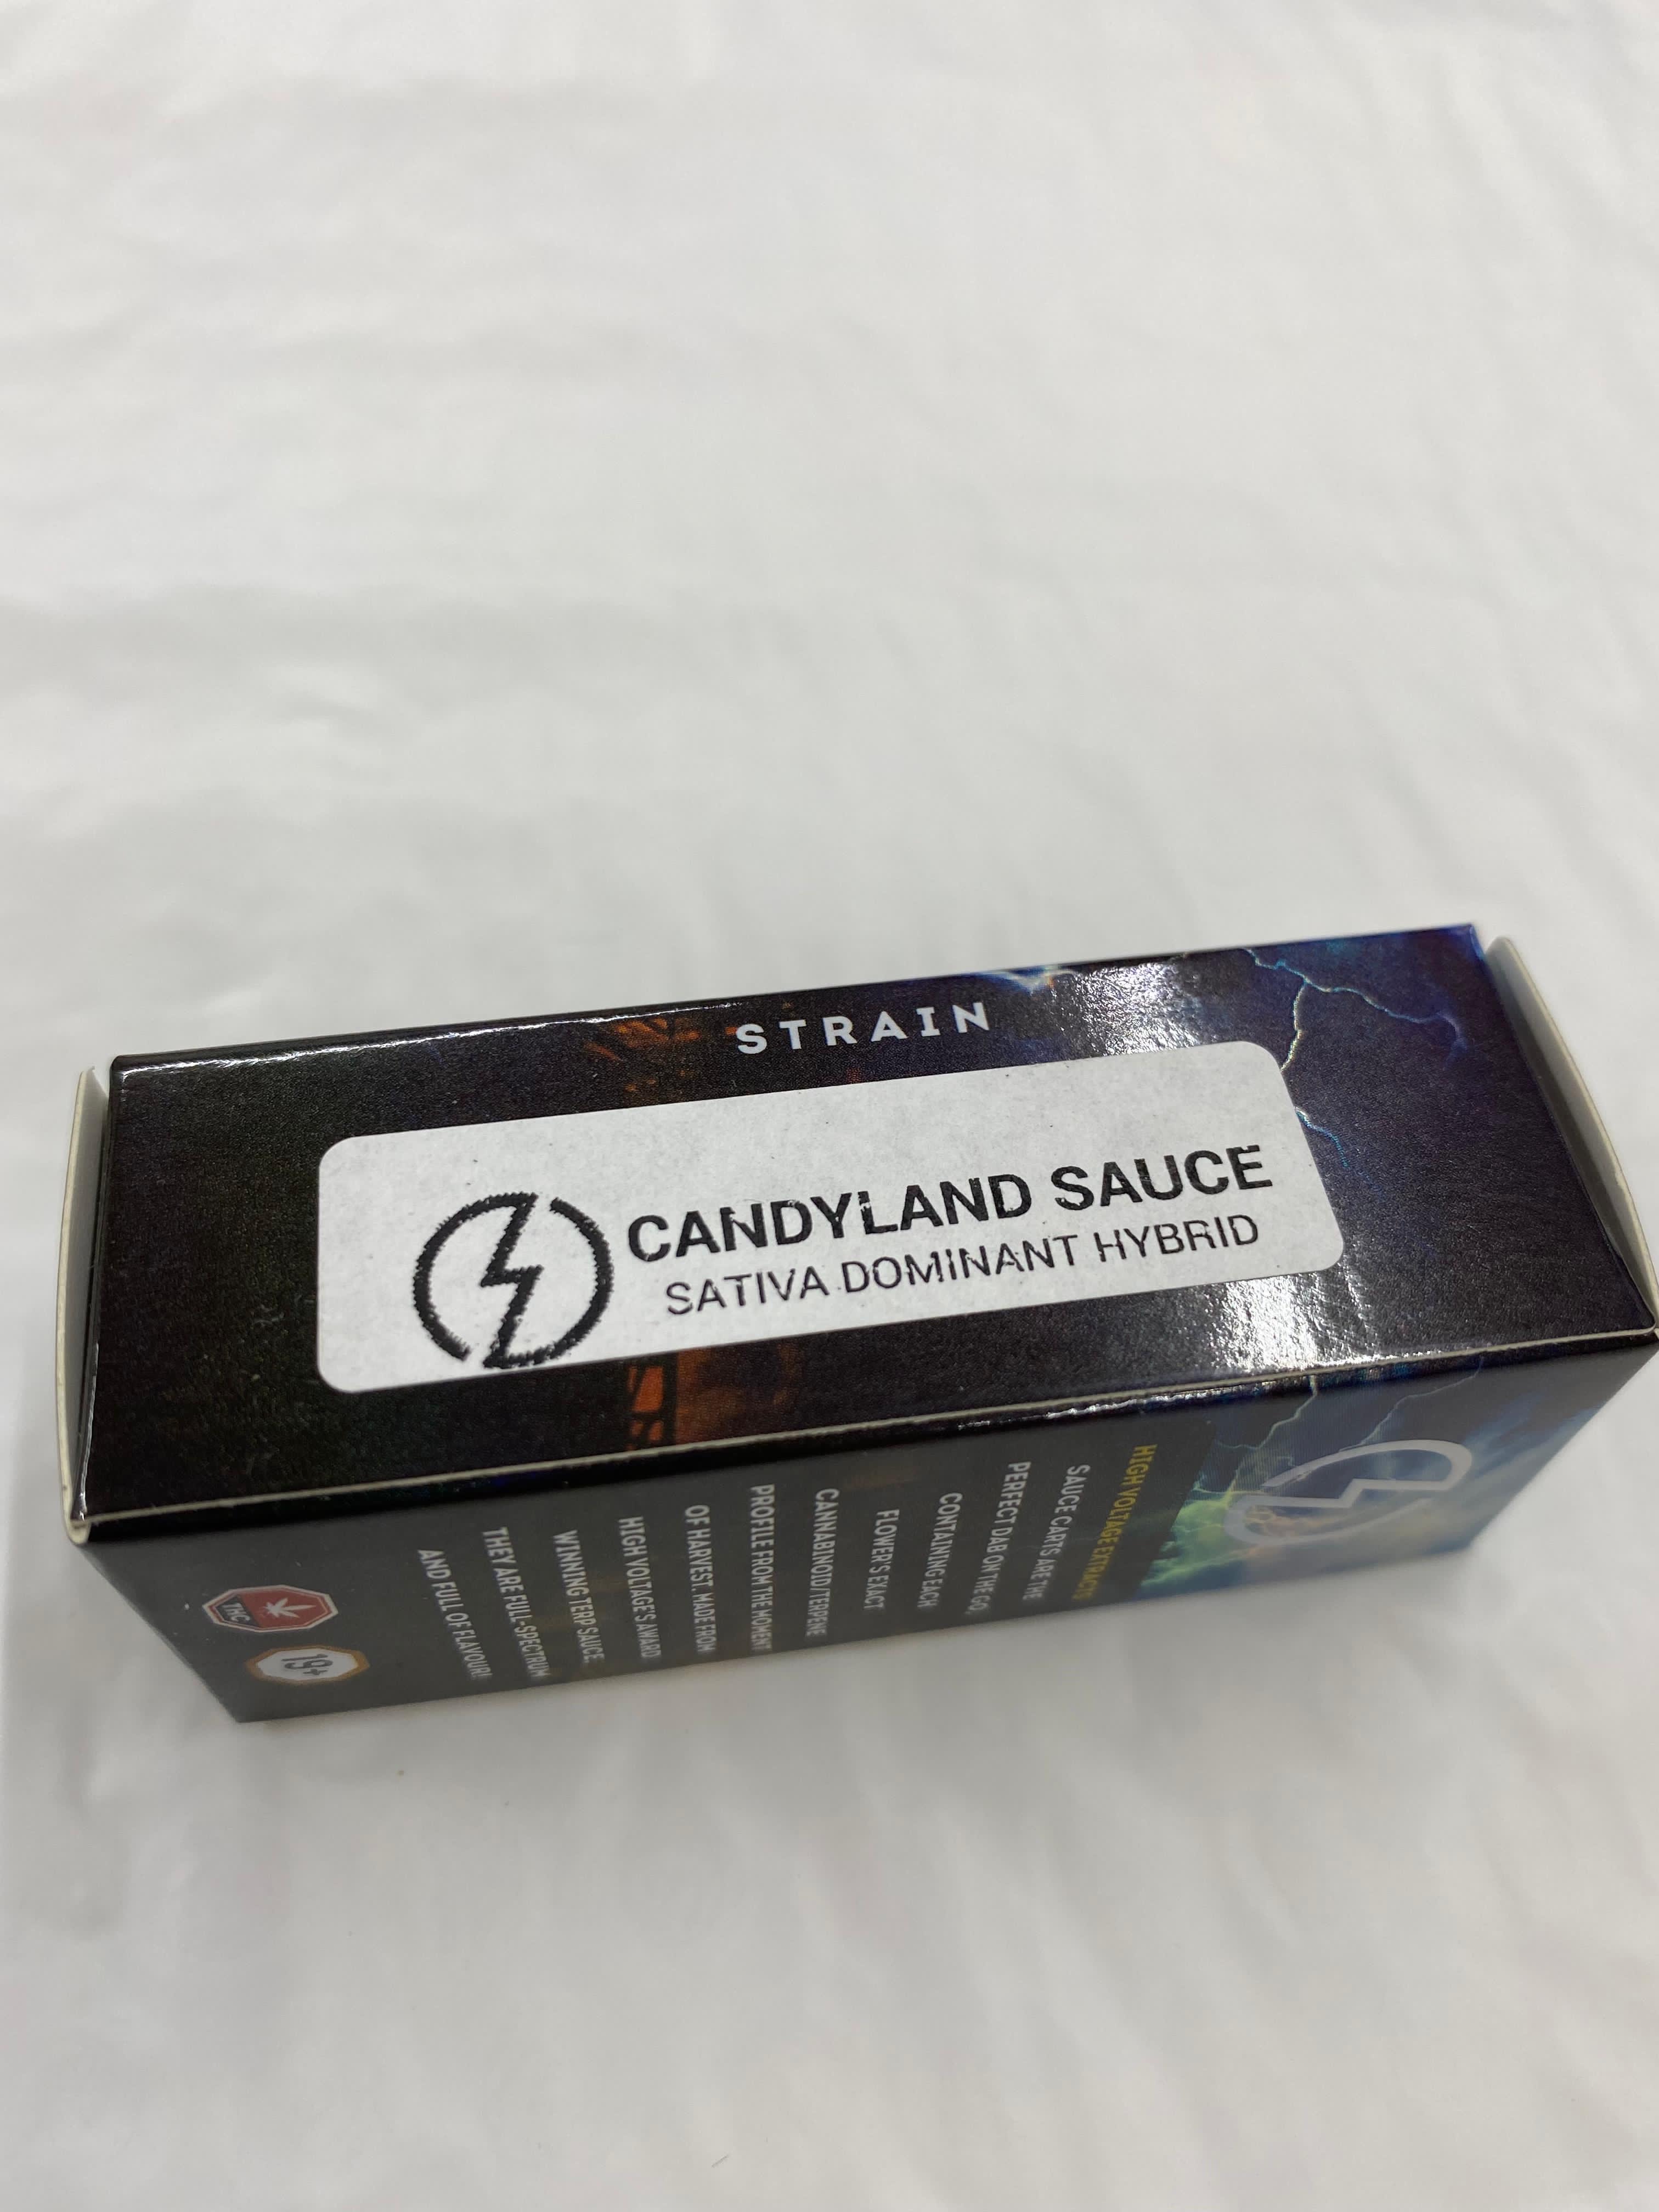 STRAIN
CANDYLAND SAUCE
SATIVA DOMINANT HYBRID
HIGH VOLTAGE EXTRACTS
SAUCE CARTS ARE THE
PERFECT DAB ON THE GO,
CONTAINING EACH
FLOWER'S EXACT
CANNABINOID/TERPENE
PROFILE FROM THE MOMENT
OF HARVEST. MADE FROM
HIGH VOLTAGE'S AWARD
WINNING TERP SAUCE.
THEY ARE FULL-SPECTRUM
AND FULL OF FLAVOUR!
THC
19+